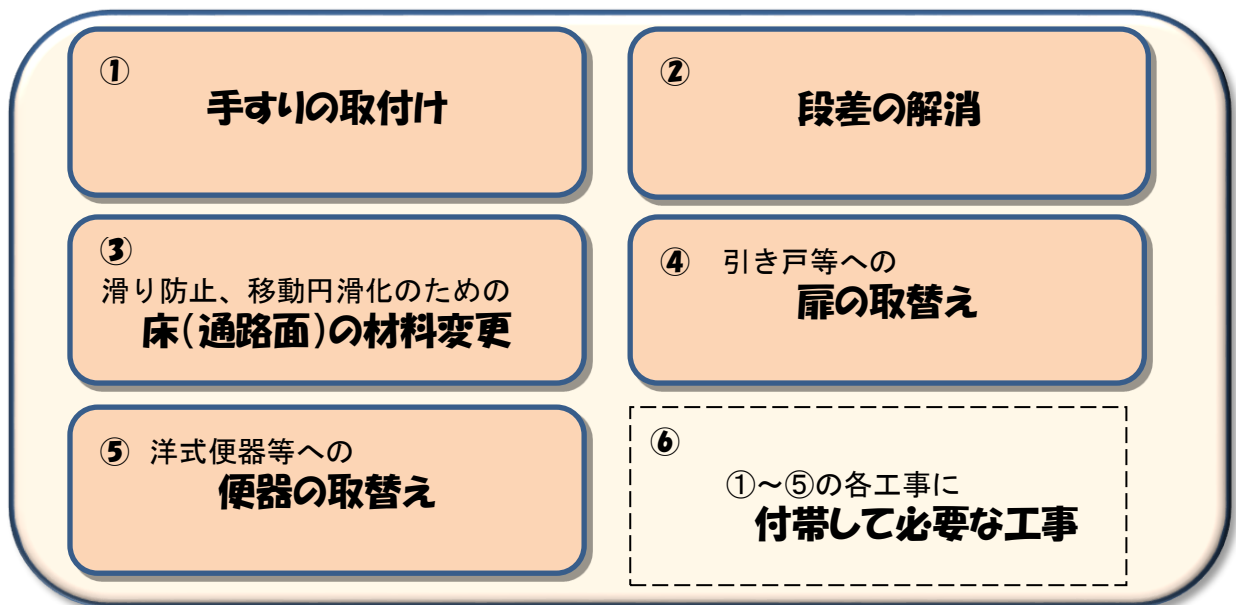 ①
手すりの取付け
②
段差の解消
③
滑り防止、移動円滑化のための
床(通路面)の材料変更
④ 引き戸等への
扉の取替え
⑤ 洋式便器等への
便器の取替え
⑥
①～⑤の各工事に
付帯して必要な工事